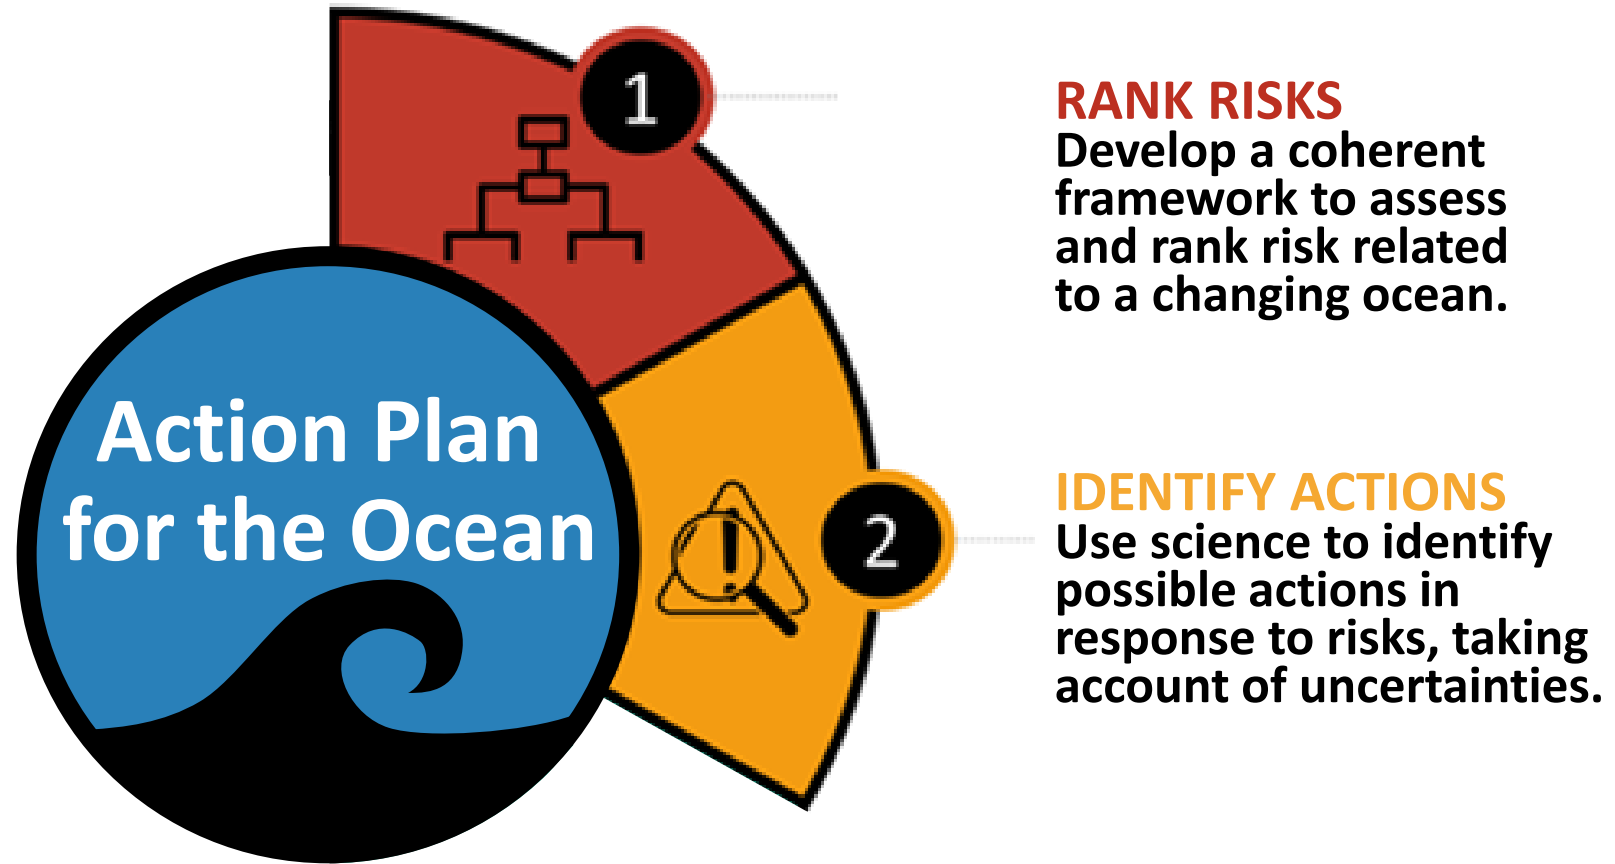 Action Plan
for the Ocean
1
RANK RISKS
Develop a coherent
framework to assess
and rank risk related
to a changing ocean.
2
IDENTIFY ACTIONS
Use science to identify
possible actions in
response to risks, taking
account of uncertainties.